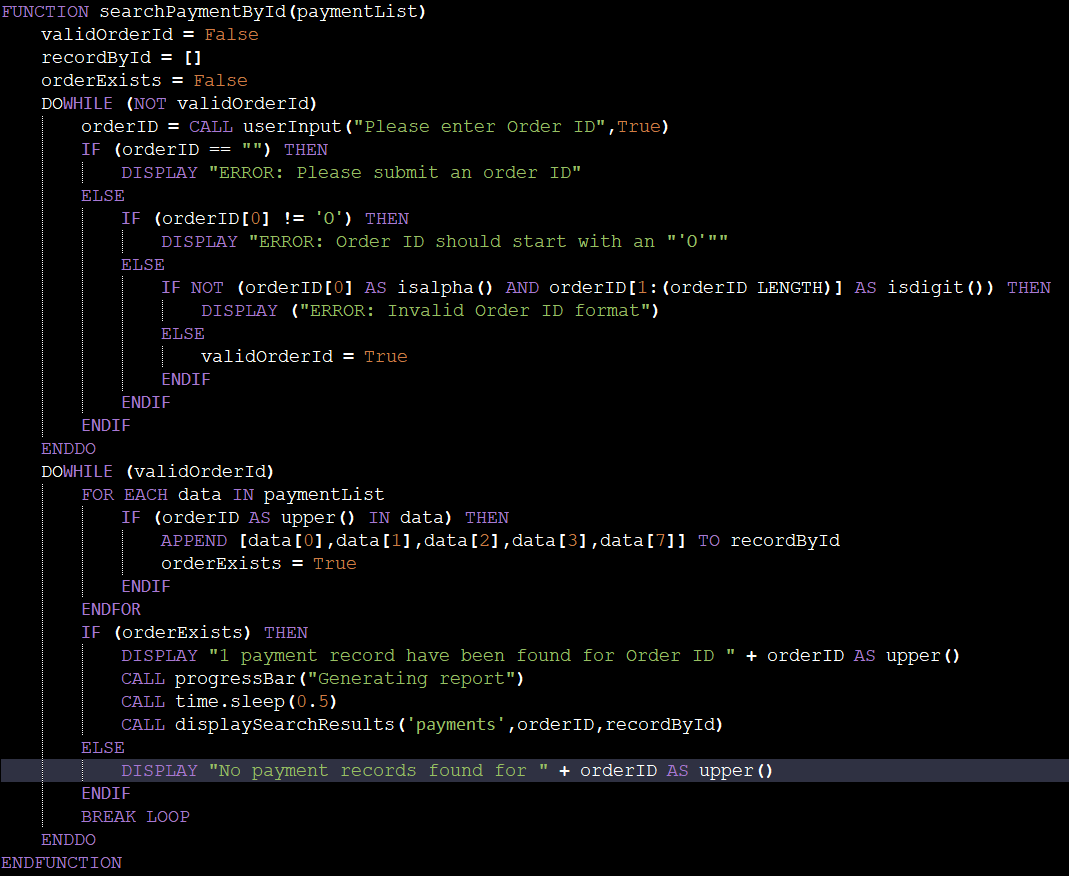 FUNCTION searchPaymentById(paymentList)
    validOrderId = False
    recordById = []
    orderExists = False
    DOWHILE (NOT validOrderId)
        orderID = CALL userInput("Please enter Order ID",True)
        IF (orderID == "") THEN
            DISPLAY "ERROR: Please submit an order ID"
        ELSE
            IF (orderID[0] != 'O') THEN
                DISPLAY "ERROR: Order ID should start with an "'O'""
            ELSE
                IF NOT (orderID[0] AS isalpha() AND orderID[1:(orderID LENGTH)] AS isdigit()) THEN
                    DISPLAY ("ERROR: Invalid Order ID format")
                ELSE
                    validOrderId = True
                ENDIF
            ENDIF
        ENDIF
    ENDDO
    DOWHILE (validOrderId)
        FOR EACH data IN paymentList
            IF (orderID AS upper() IN data) THEN
                APPEND [data[0],data[1],data[2],data[3],data[7]] TO recordById
                orderExists = True
            ENDIF
        ENDFOR
        IF (orderExists) THEN
            DISPLAY "1 payment record have been found for Order ID " + orderID AS upper()
            CALL progressBar("Generating report")
            CALL time.sleep(0.5)
            CALL displaySearchResults('payments',orderID,recordById)
        ELSE
            DISPLAY "No payment records found for " + orderID AS upper()
        ENDIF
        BREAK LOOP
    ENDDO
ENDFUNCTION